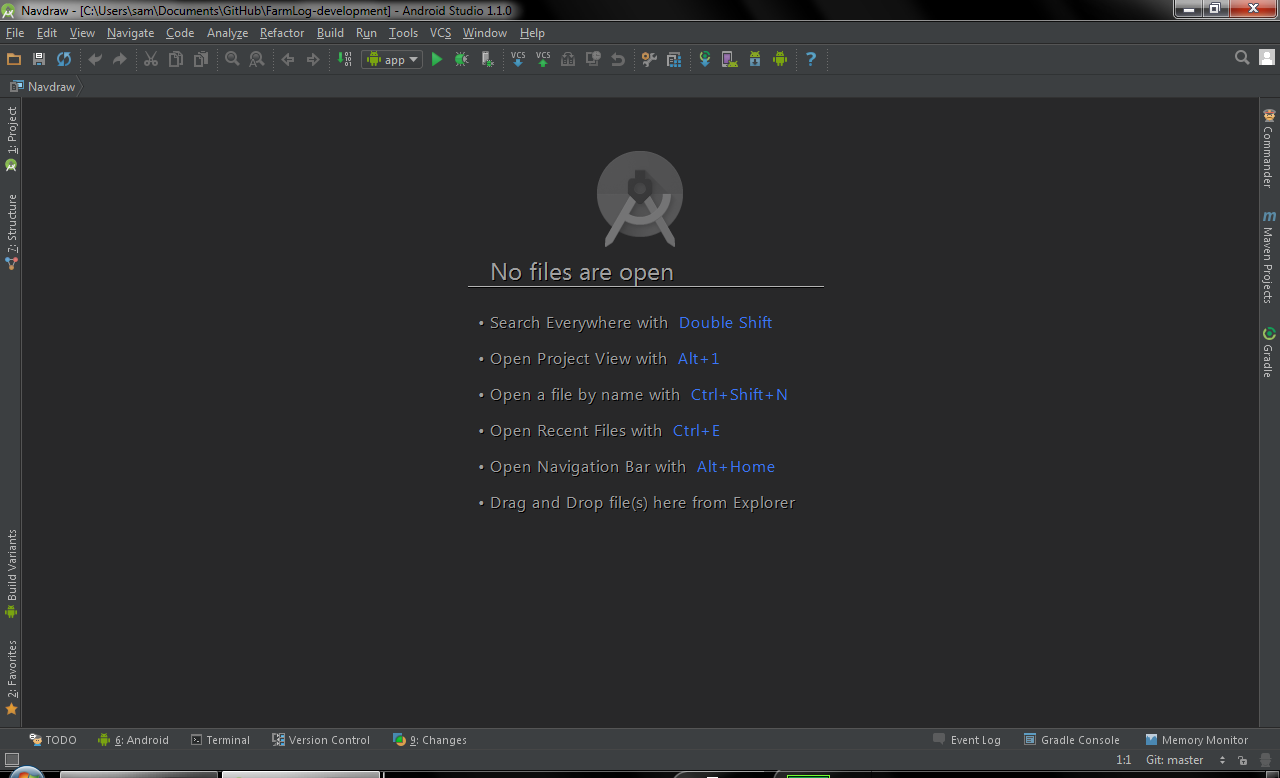 Navdraw - [C:\Users\sam\Documents\GitHub\FarmLog-development] - Android Studio 1.1.0
File Edit View Navigate Code Analyze Refactor Build Run Tools VCS Window Help
app VCS VCS ?
Navdraw
1: Project
7: Structure
Build Variants
2: Favorites
No files are open
• Search Everywhere with Double Shift
• Open Project View with Alt+1
• Open a file by name with Ctrl+Shift+N
• Open Recent Files with Ctrl+E
• Open Navigation Bar with Alt+Home
• Drag and Drop file(s) here from Explorer
Commander
m Maven Projects
Gradle
TODO 6: Android Terminal Version Control 9: Changes Event Log Gradle Console Memory Monitor
1:1 Git: master